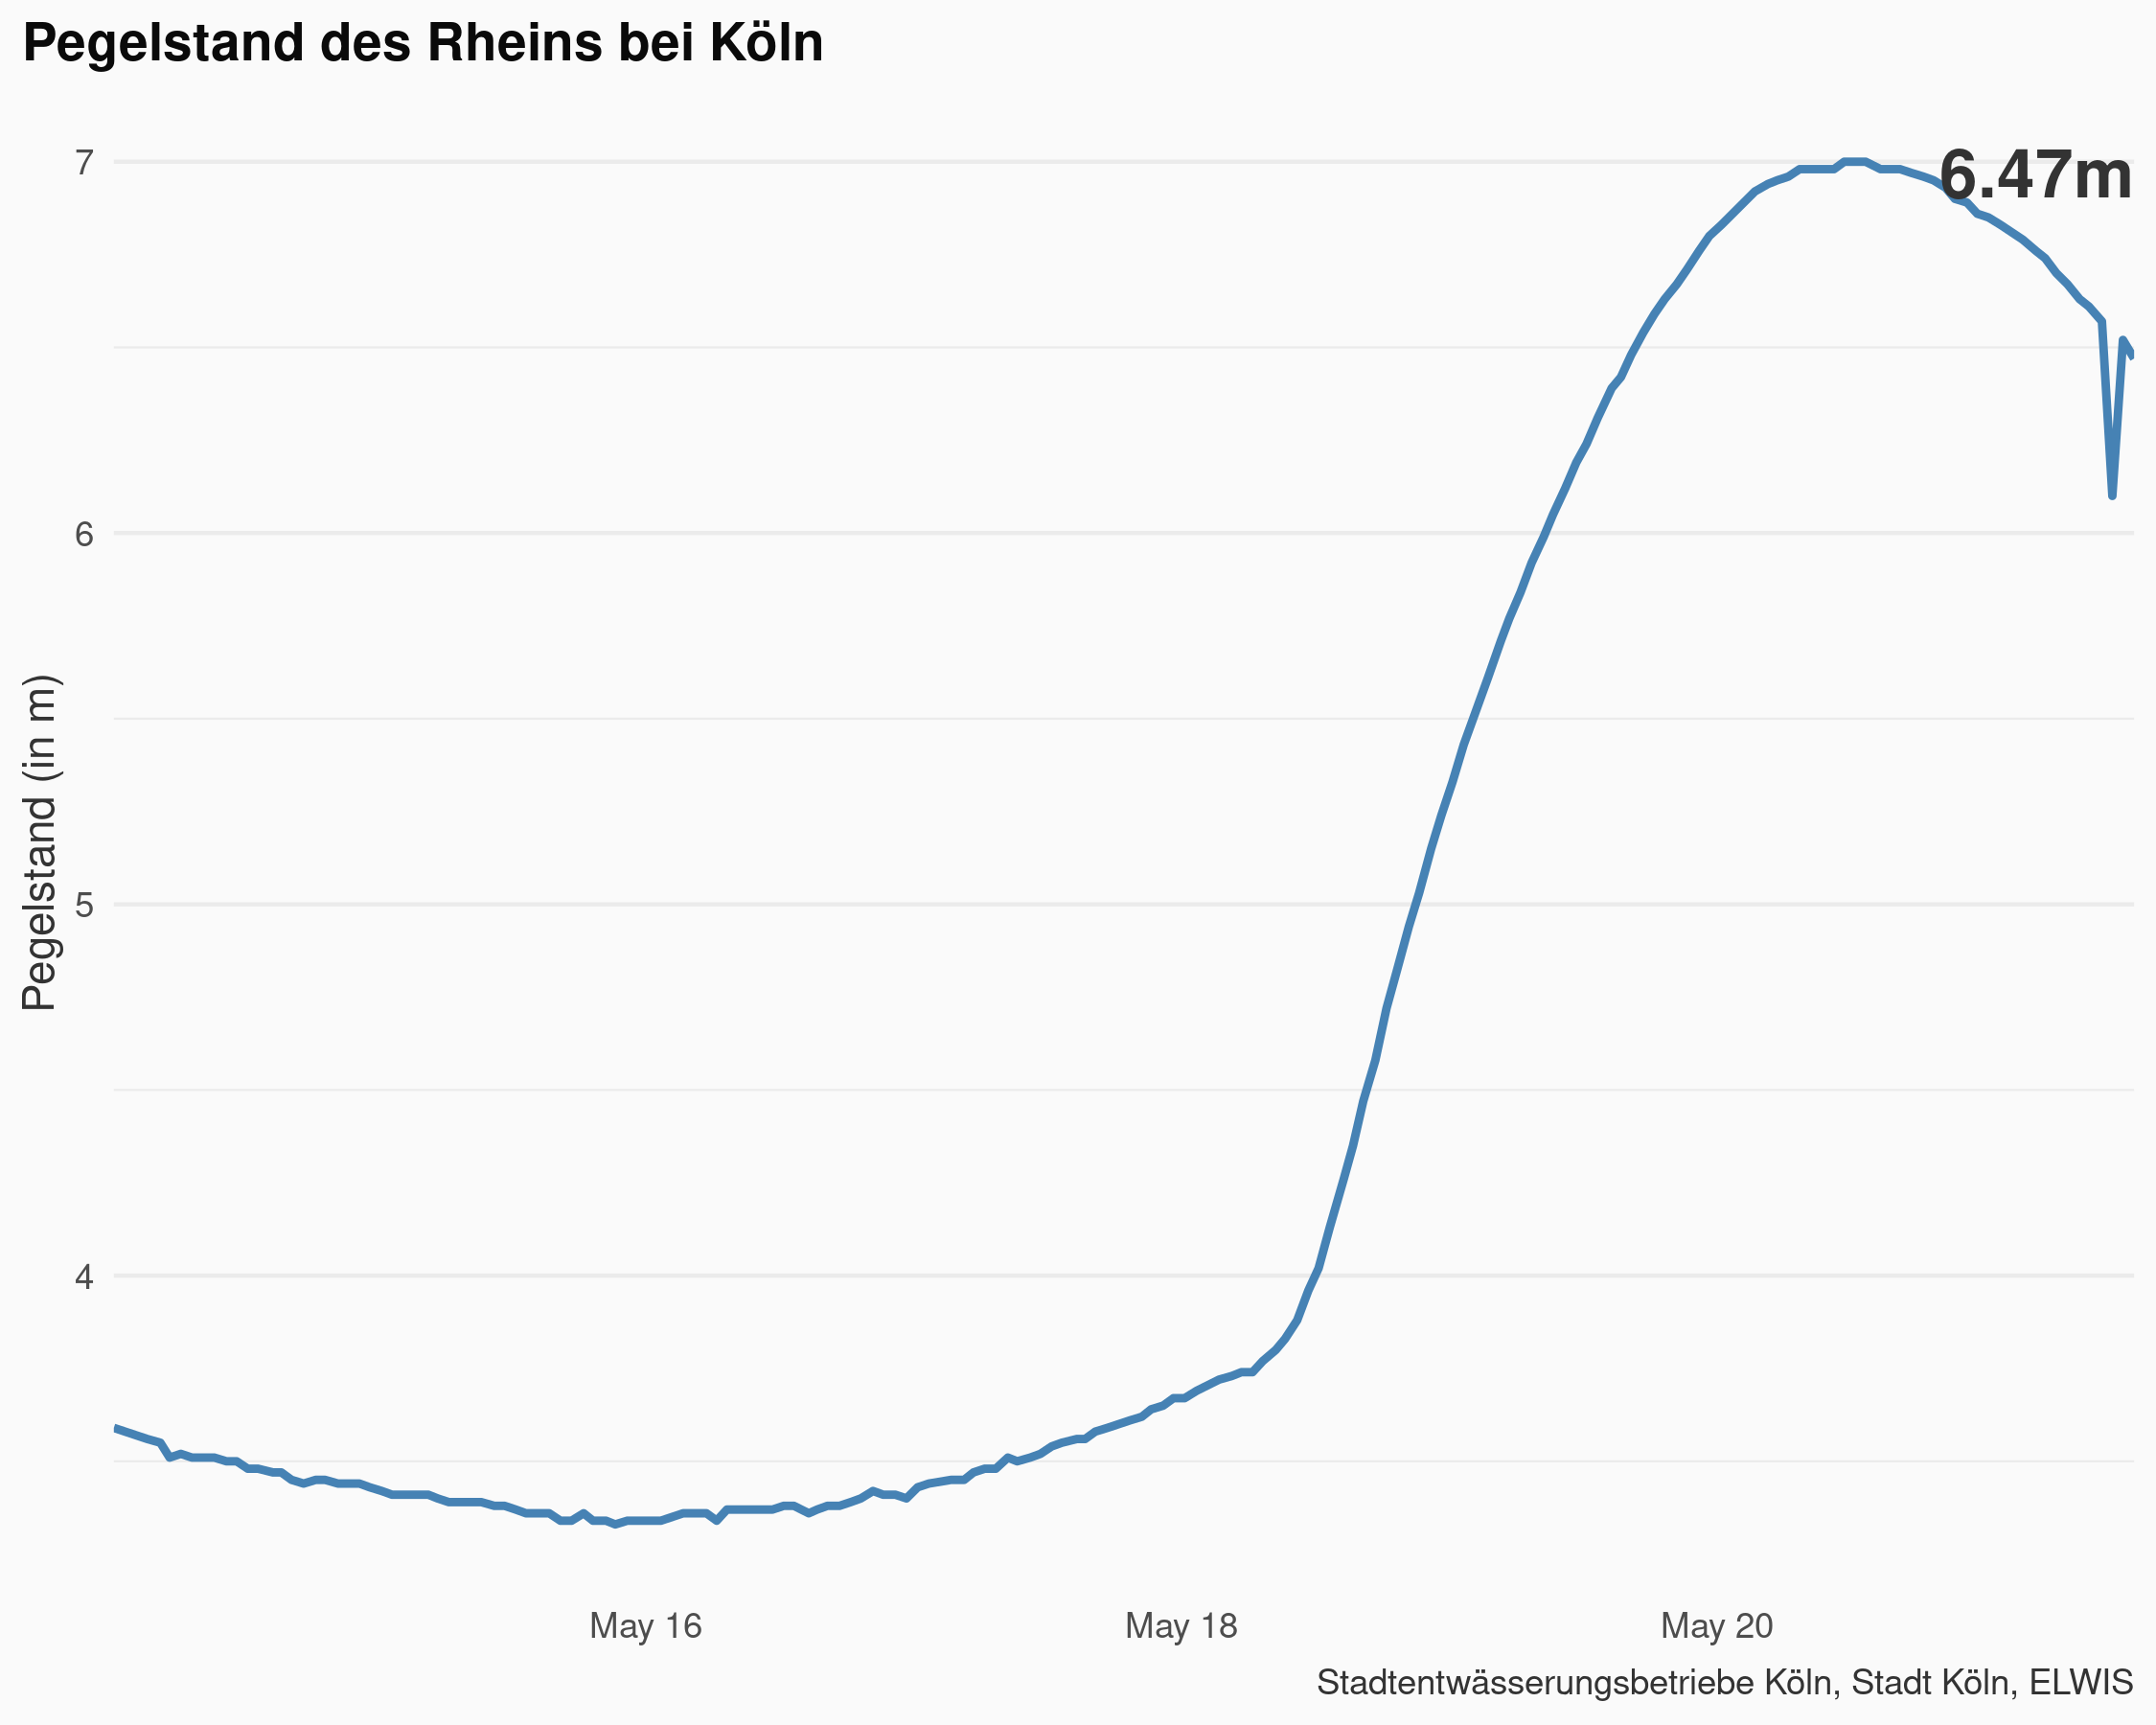 Pegelstand des Rheins bei Köln
6.47m
7
6
5
4
Pegelstand (in m)
May 16
May 18
May 20
Stadtentwässerungsbetriebe Köln, Stadt Köln, ELWIS